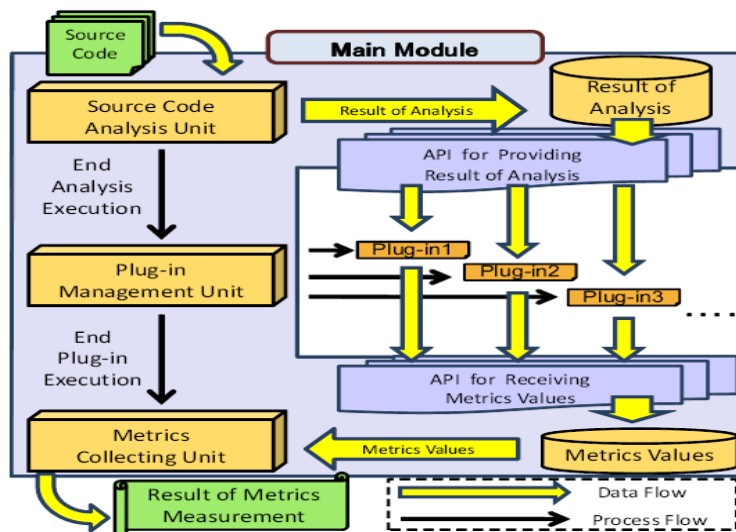 Source
Code
Main Module
Source Code
Analysis Unit
Result of Analysis
Result of
Analysis
API for Providing
Result of Analysis
End
Analysis
Execution
Plug-in1
Plug-in
Management Unit
Plug-in2
Plug-in3
.....
End
Plug-in
Execution
API for Receiving
Metrics Values
Metrics
Collecting Unit
Metrics Values
Metrics Values
Result of Metrics
Measurement
Data Flow
Process Flow